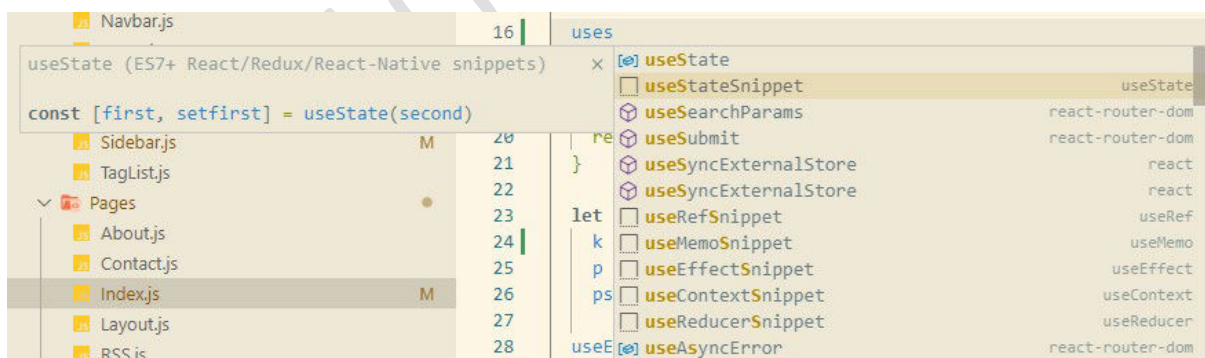 Navbar.js
16 uses
useState (ES7+ React/Redux/React-Native snippets) ×
const [first, setfirst] = useState(second)
useState
useStateSnippet useState
useSearchParams react-router-dom
useSubmit react-router-dom
useSyncExternalStore react
useSyncExternalStore react
useRefSnippet useRef
useMemoSnippet useMemo
useEffectSnippet useEffect
useContextSnippet useContext
useReducerSnippet useReducer
useAsyncError react-router-dom
Sidebar.js M
TagList.js
Pages
About.js
Contact.js
Index.js M
Layout.js
RSS.js
20 re
21 }
22
23 let
24 k
25 p
26 ps
27
28 useE